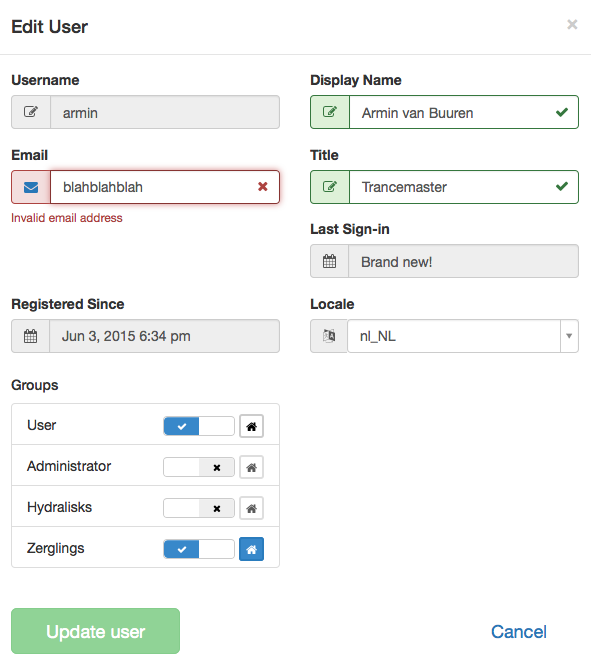 Edit User
×
Username
Display Name
armin
Armin van Buuren
Email
Title
blahblahblah
Trancemaster
Invalid email address
Last Sign-in
Brand new!
Registered Since
Locale
Jun 3, 2015 6:34 pm
nl_NL
Groups
User
Administrator
Hydralisks
Zerglings
Update user
Cancel